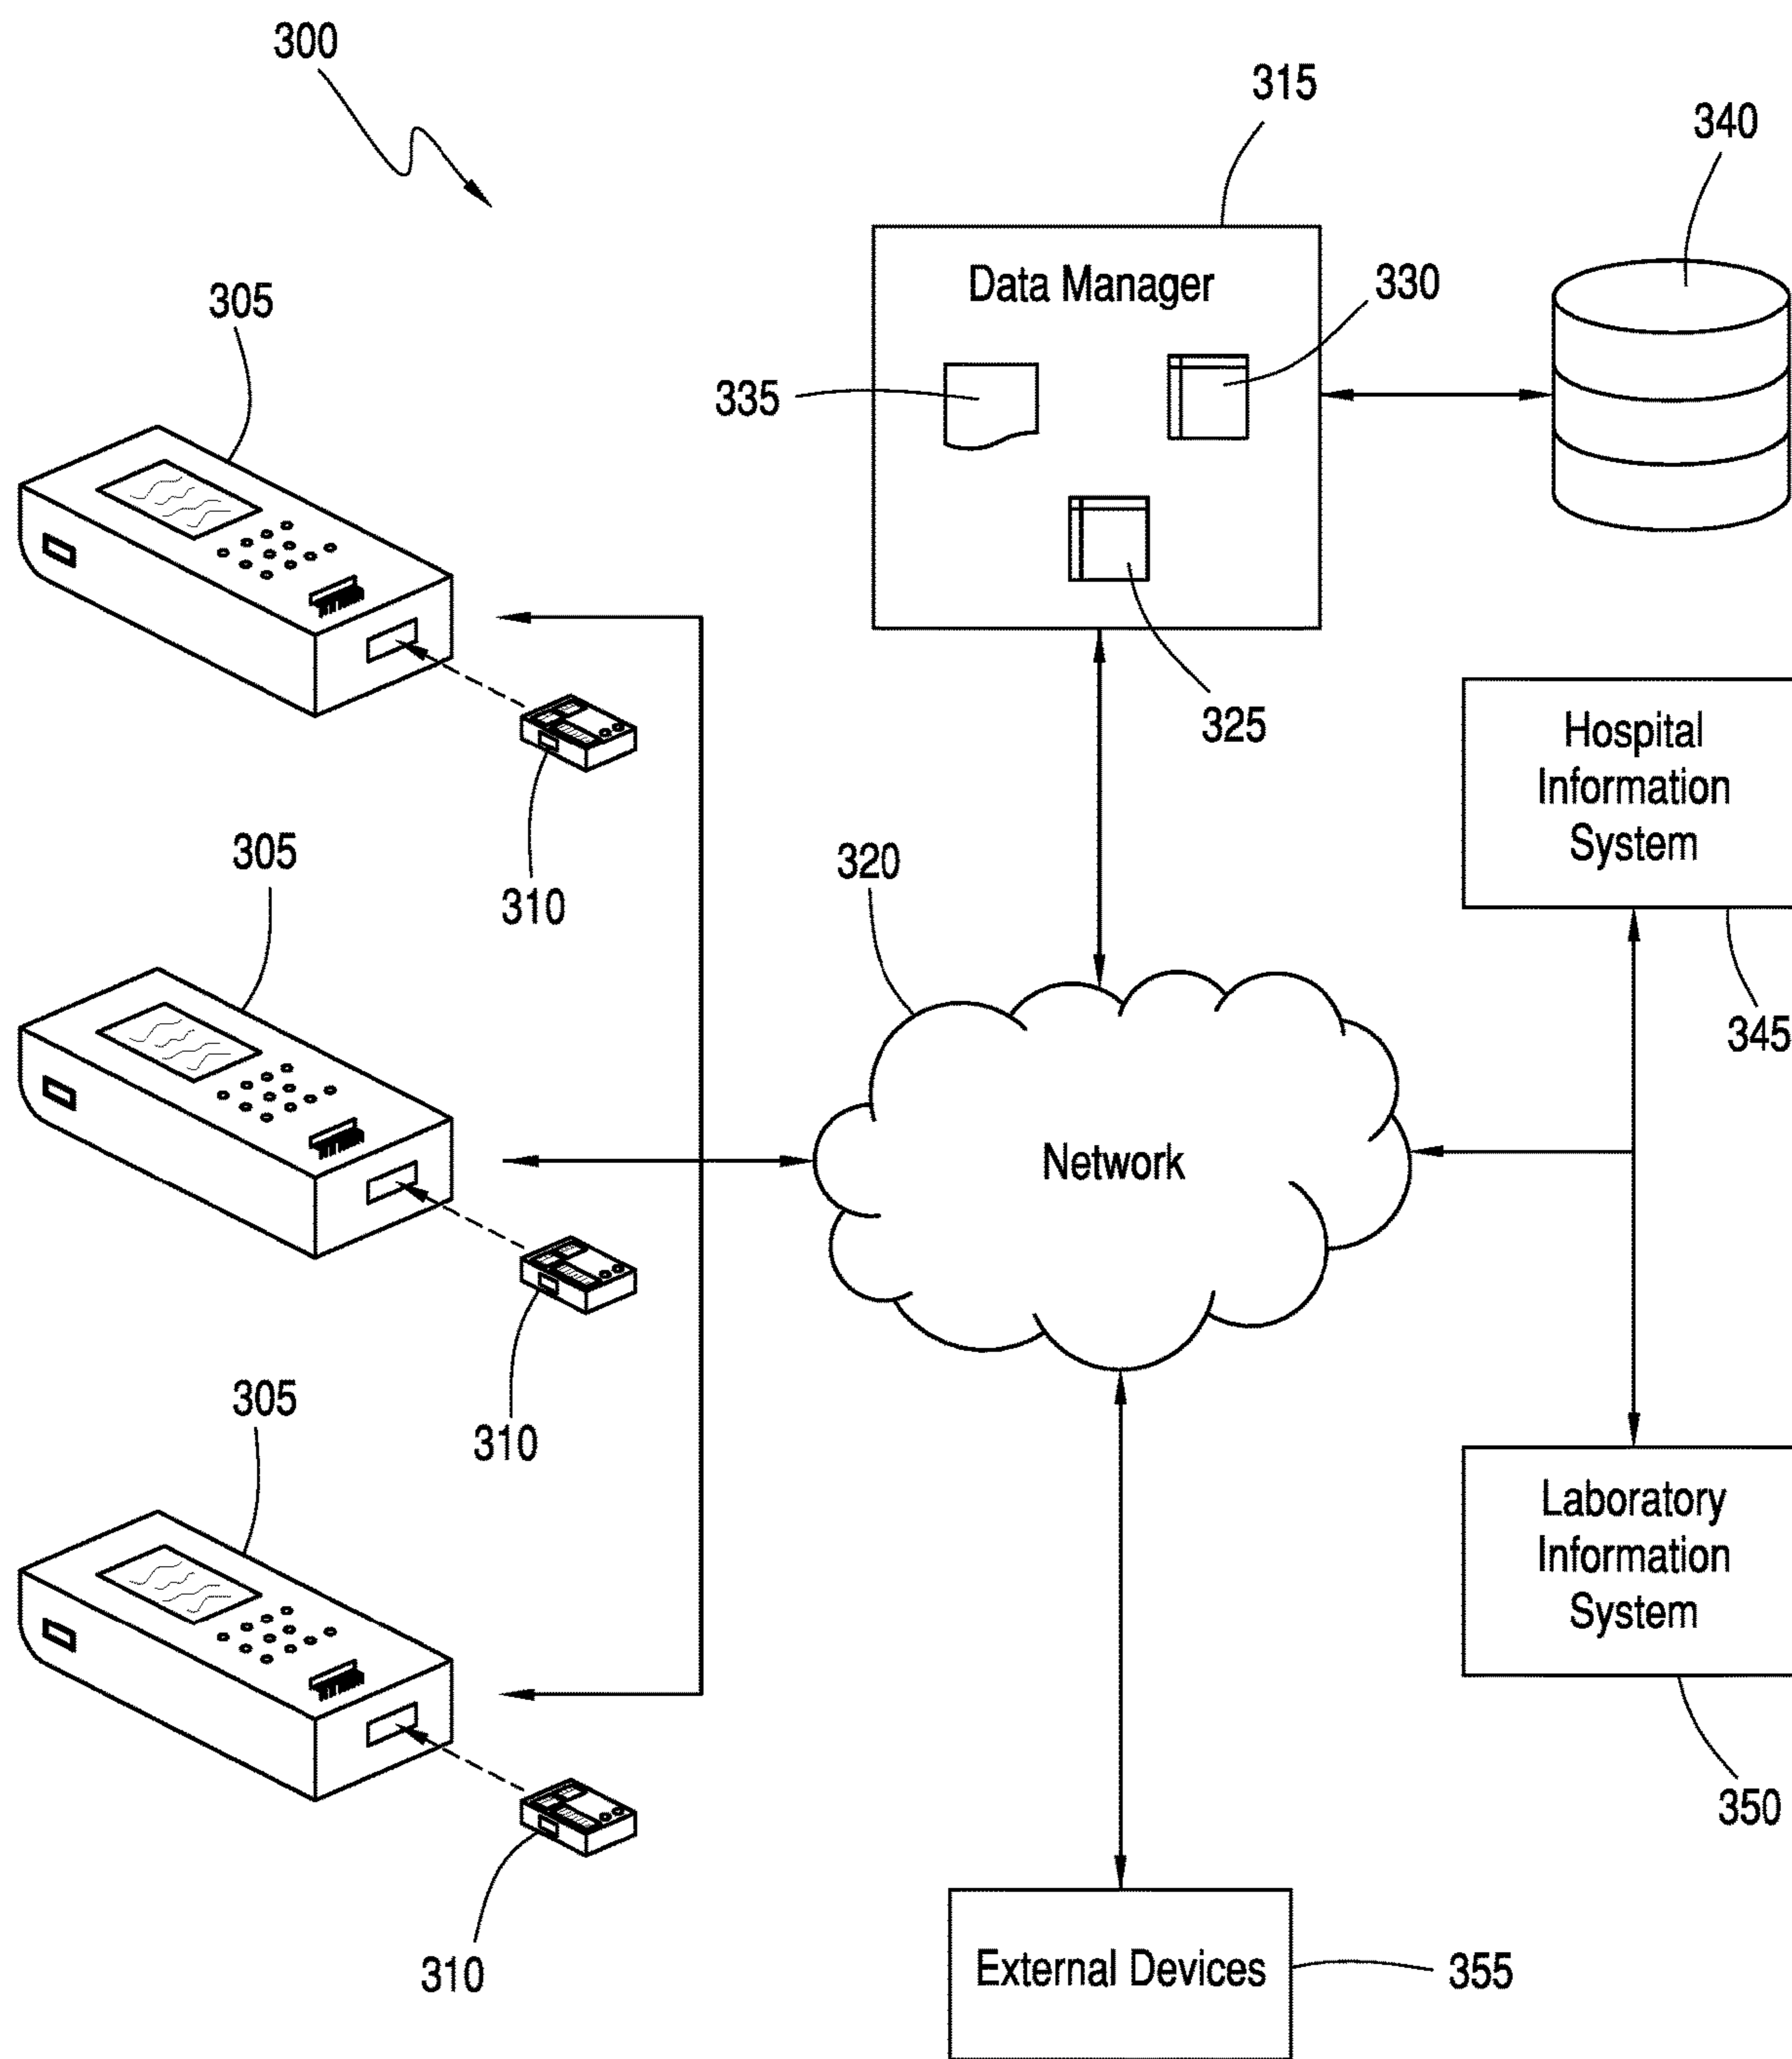 300
315
340
305
Data Manager
330
335
325
310
Hospital
Information
System
345
305
320
Network
310
305
Laboratory
Information
System
350
310
External Devices
355